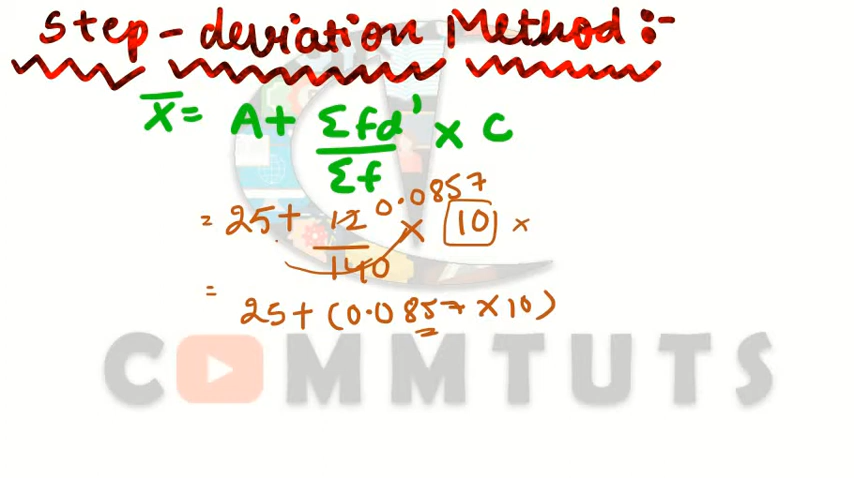 Step-deviation Method:-
X̄ = A+ Σfd' / Σf × C
= 25+ 12 / 140 0.0857 × 10 ×
= 25+ (0.0857 × 10)
COMMTUTS